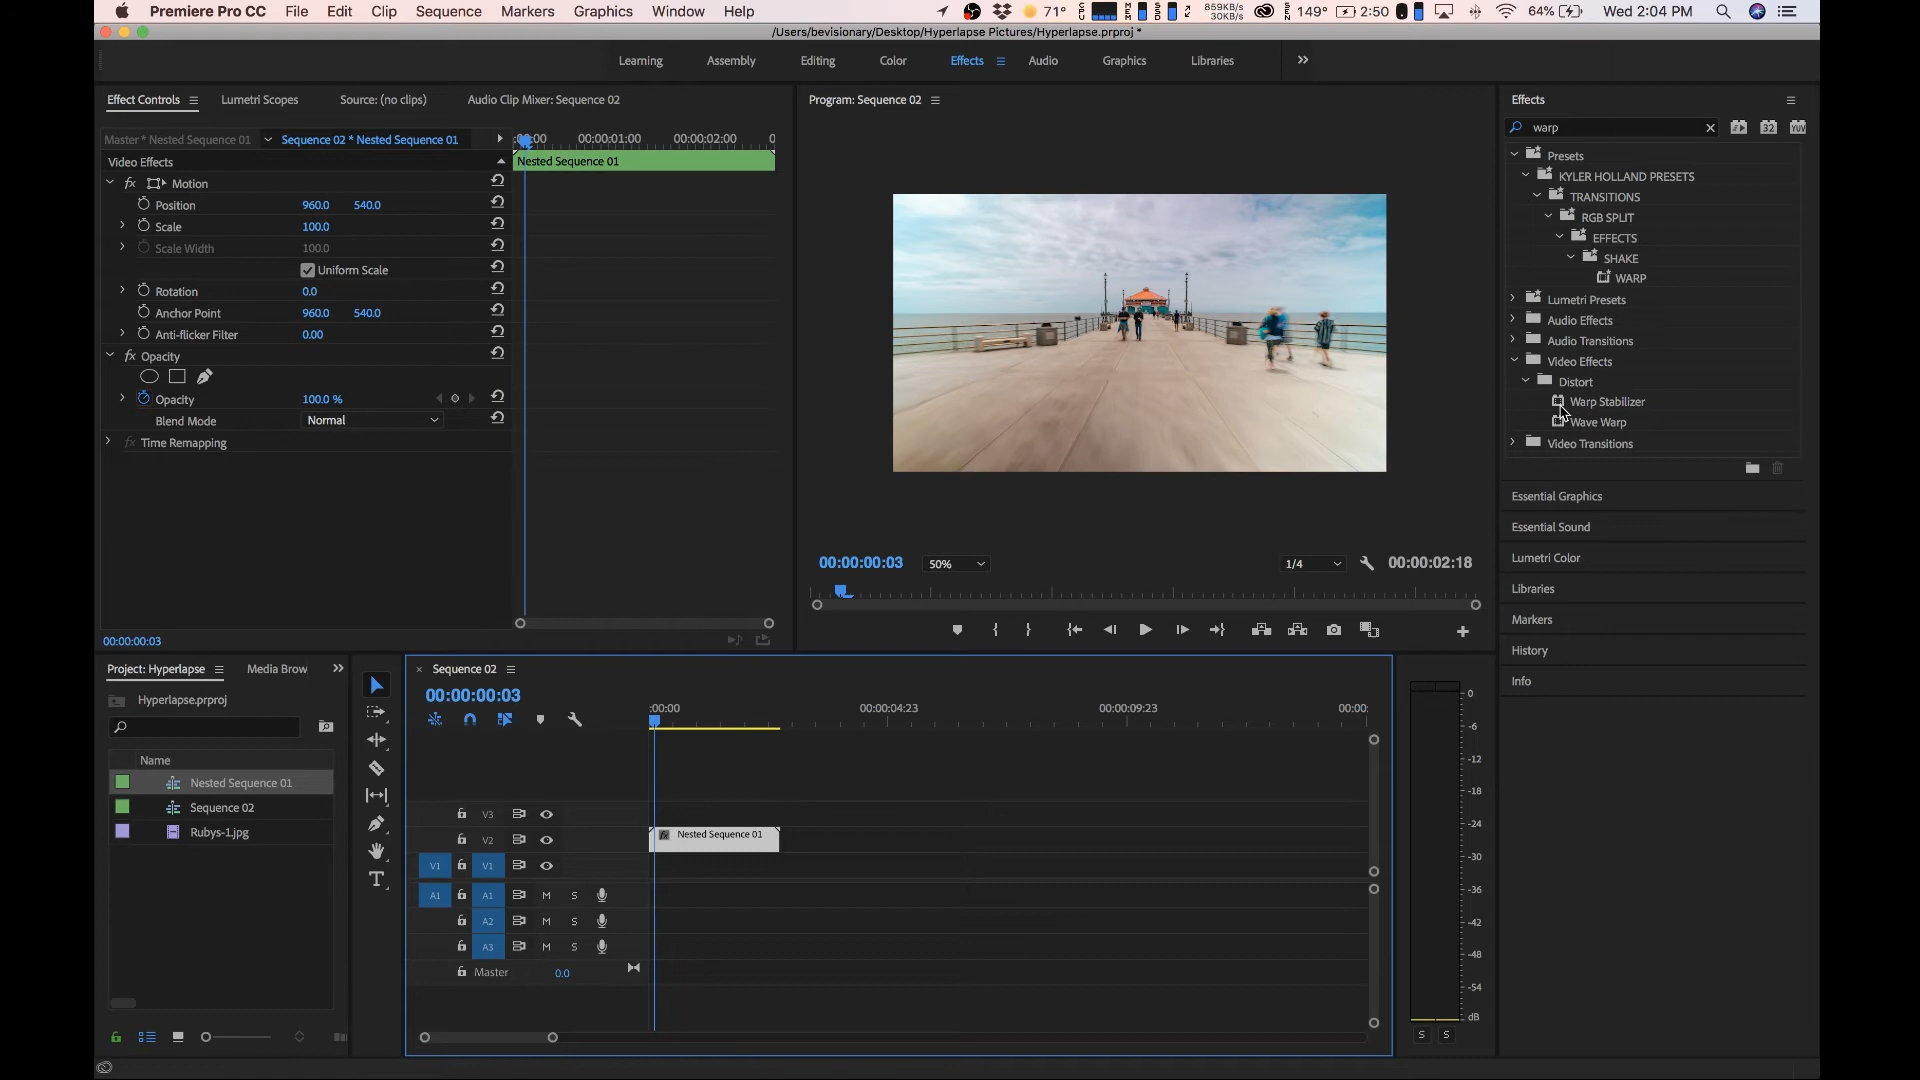 Premiere Pro CC File Edit Clip Sequence Markers Graphics Window Help 71° 859KB/s 30KB/s 149° 2:50 64% Wed 2:04 PM
/Users/bevisionary/Desktop/Hyperlapse Pictures/Hyperlapse.prproj *
Learning Assembly Editing Color Effects Audio Graphics Libraries
Effect Controls Lumetri Scopes Source: (no clips) Audio Clip Mixer: Sequence 02
Master * Nested Sequence 01 Sequence 02 * Nested Sequence 01
00:00:01:00 00:00:02:00
Video Effects
Nested Sequence 01
fx Motion
Position 960.0 540.0
Scale 100.0
Scale Width 100.0
Uniform Scale
Rotation 0.0
Anchor Point 960.0 540.0
Anti-flicker Filter 0.00
fx Opacity
Opacity 100.0 %
Blend Mode Normal
fx Time Remapping
00:00:00:03
Program: Sequence 02
00:00:00:03 50% 1/4 00:00:02:18
Effects
warp
32 YUV
Presets
KYLER HOLLAND PRESETS
TRANSITIONS
RGB SPLIT
EFFECTS
SHAKE
WARP
Lumetri Presets
Audio Effects
Audio Transitions
Video Effects
Distort
Warp Stabilizer
Wave Warp
Video Transitions
Essential Graphics
Essential Sound
Lumetri Color
Libraries
Markers
History
Info
Project: Hyperlapse Media Brow
Hyperlapse.prproj
Name
Nested Sequence 01
Sequence 02
Rubys-1.jpg
Sequence 02
00:00:00:03
:00:00 00:00:04:23 00:00:09:23 00:00:
V3
V2 fx Nested Sequence 01
V1 V1
A1 A1 M S
A2 M S
A3 M S
Master 0.0
0
-6
-12
-18
-24
-30
-36
-42
-48
-54
dB
S S